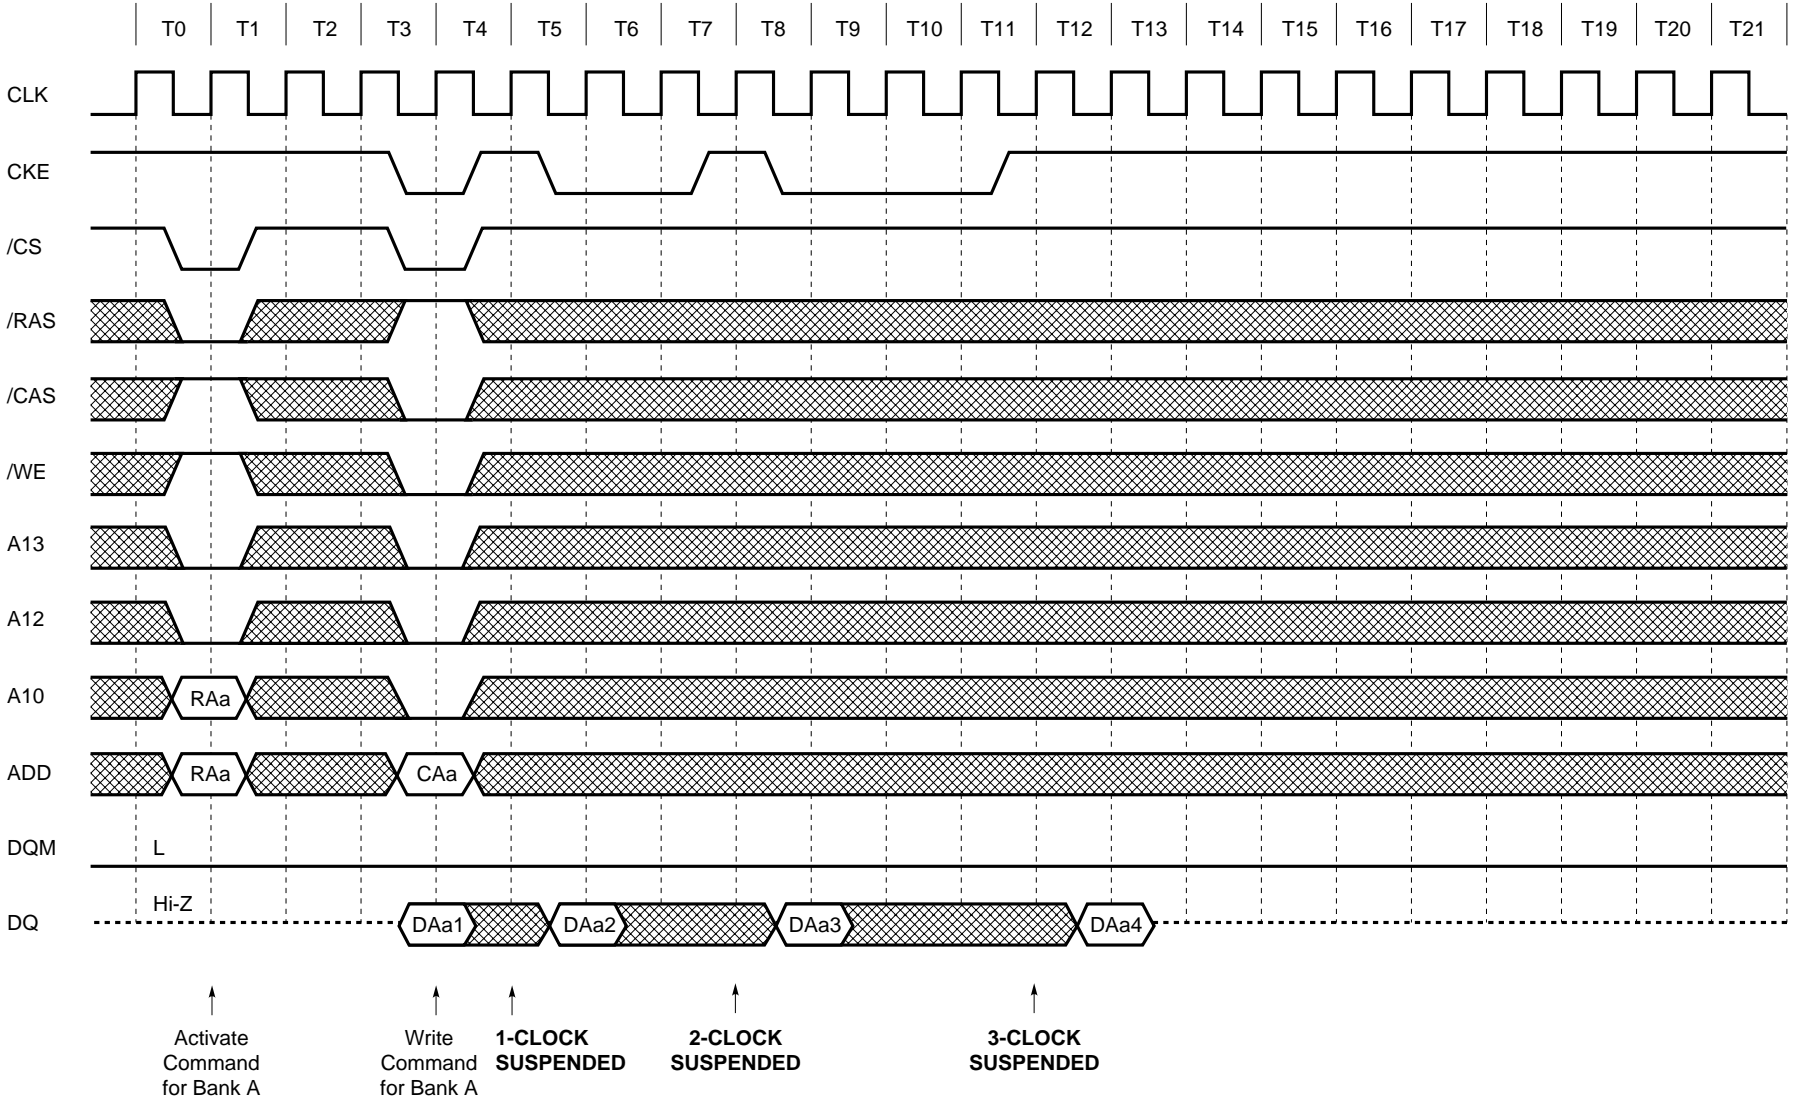 T0 T1 T2 T3 T4 T5 T6 T7 T8 T9 T10 T11 T12 T13 T14 T15 T16 T17 T18 T19 T20 T21
CLK
CKE
/CS
/RAS
/CAS
/WE
A13
A12
A10 RAa
ADD RAa CAa
DQM L
Hi-Z
DQ DAa1 DAa2 DAa3 DAa4
Activate
Command
for Bank A
Write
Command
for Bank A
1-CLOCK
SUSPENDED
2-CLOCK
SUSPENDED
3-CLOCK
SUSPENDED